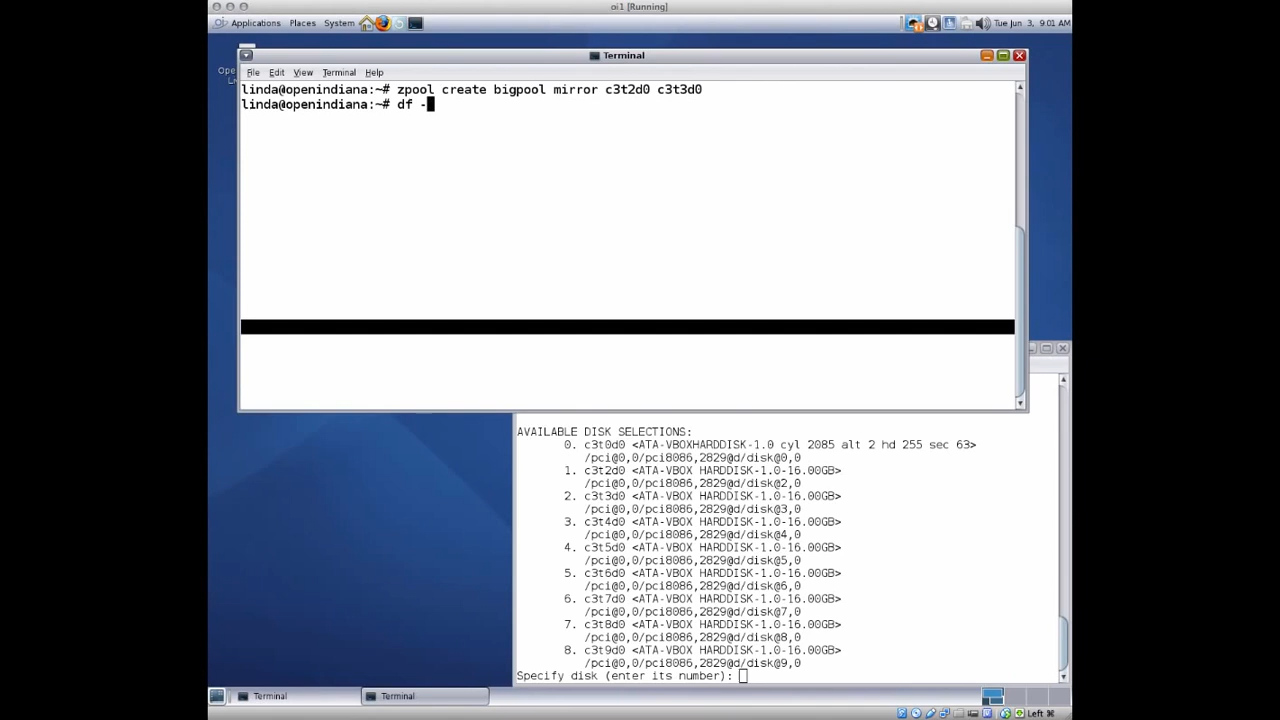 oi1 [Running]
Applications Places System
Tue Jun 3, 9:01 AM
Terminal
File Edit View Terminal Help
linda@openindiana:~# zpool create bigpool mirror c3t2d0 c3t3d0
linda@openindiana:~# df -
AVAILABLE DISK SELECTIONS:
0. c3t0d0 <ATA-VBOXHARDDISK-1.0 cyl 2085 alt 2 hd 255 sec 63>
/pci@0,0/pci8086,2829@d/disk@0,0
1. c3t2d0 <ATA-VBOX HARDDISK-1.0-16.00GB>
/pci@0,0/pci8086,2829@d/disk@2,0
2. c3t3d0 <ATA-VBOX HARDDISK-1.0-16.00GB>
/pci@0,0/pci8086,2829@d/disk@3,0
3. c3t4d0 <ATA-VBOX HARDDISK-1.0-16.00GB>
/pci@0,0/pci8086,2829@d/disk@4,0
4. c3t5d0 <ATA-VBOX HARDDISK-1.0-16.00GB>
/pci@0,0/pci8086,2829@d/disk@5,0
5. c3t6d0 <ATA-VBOX HARDDISK-1.0-16.00GB>
/pci@0,0/pci8086,2829@d/disk@6,0
6. c3t7d0 <ATA-VBOX HARDDISK-1.0-16.00GB>
/pci@0,0/pci8086,2829@d/disk@7,0
7. c3t8d0 <ATA-VBOX HARDDISK-1.0-16.00GB>
/pci@0,0/pci8086,2829@d/disk@8,0
8. c3t9d0 <ATA-VBOX HARDDISK-1.0-16.00GB>
/pci@0,0/pci8086,2829@d/disk@9,0
Specify disk (enter its number):
Terminal Terminal
Left ⌘